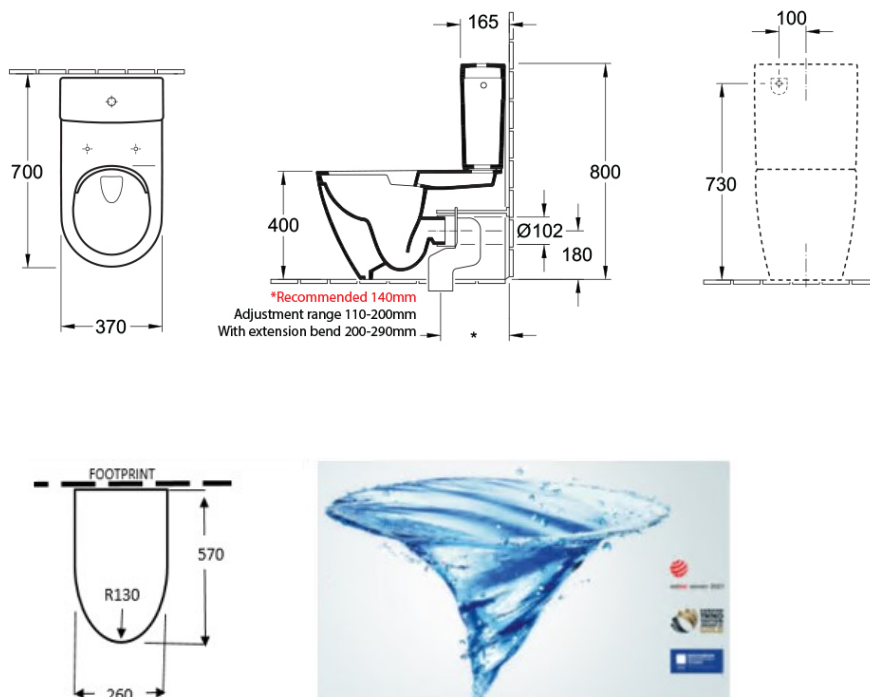 165
100
700
800
730
400
Ø102
180
*Recommended 140mm
Adjustment range 110-200mm
With extension bend 200-290mm
*
370
FOOTPRINT
570
R130
260